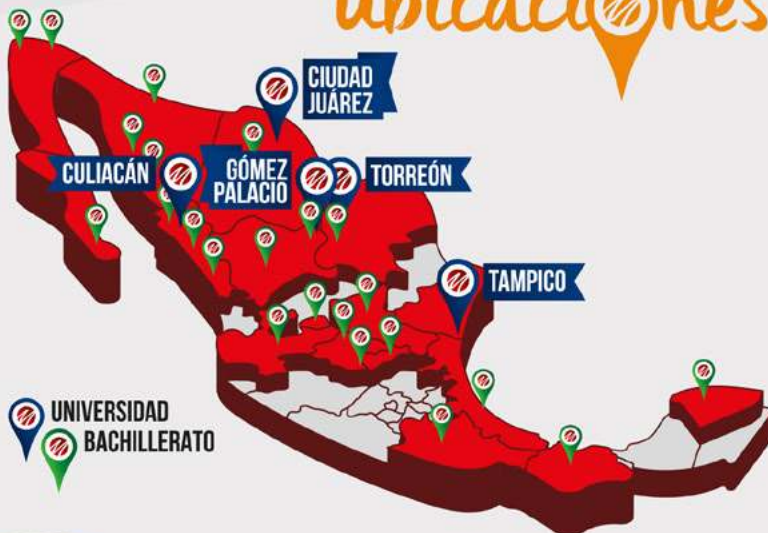 ubicaciones
CIUDAD
JUÁREZ
CULIACÁN
GÓMEZ
PALACIO
TORREÓN
TAMPICO
UNIVERSIDAD
BACHILLERATO